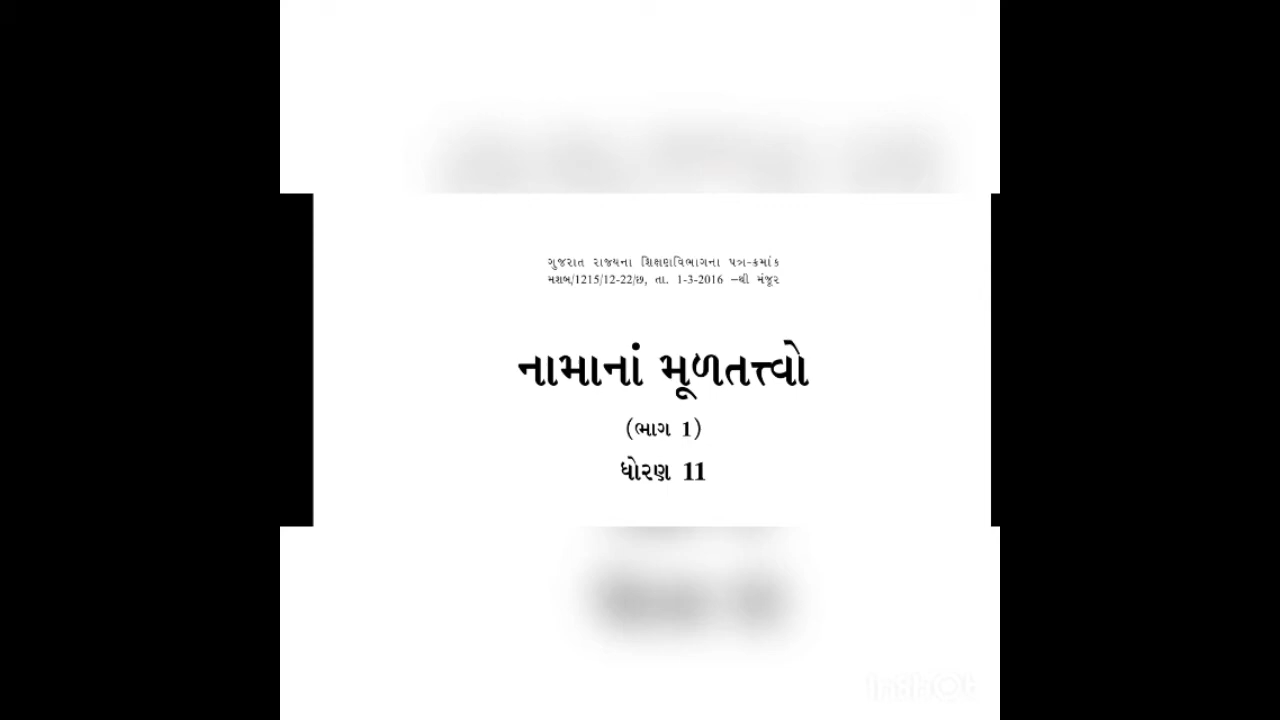 ગુજરાત રાજ્યના શિક્ષણવિભાગના પત્ર-ક્રમાંક
મશબ/1215/12-22/છ, તા. 1-3-2016 –થી મંજૂર
નામાનાં મૂળતત્ત્વો
(ભાગ 1)
ધોરણ 11